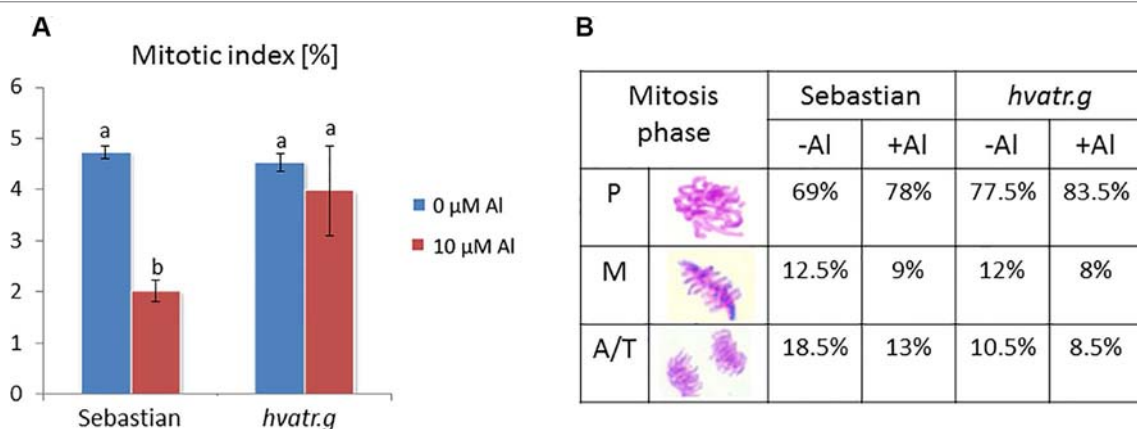 A
Mitotic index [%]
6
5
4
3
2
1
0
a
b
a
a
Sebastian
hvatr.g
0 µM Al
10 µM Al
B
Mitosis phase
Sebastian
hvatr.g
-Al
+Al
-Al
+Al
P
69%
78%
77.5%
83.5%
M
12.5%
9%
12%
8%
A/T
18.5%
13%
10.5%
8.5%